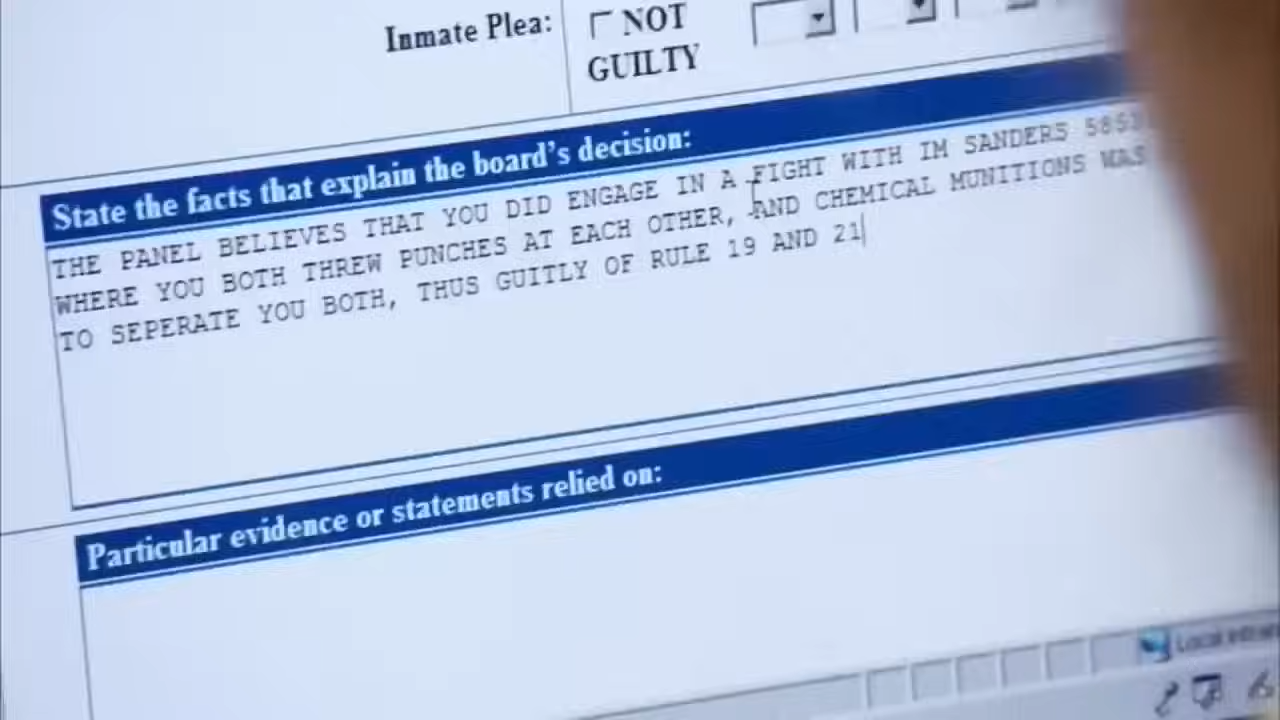 Inmate Plea:
NOT
GUILTY
State the facts that explain the board's decision:
THE PANEL BELIEVES THAT YOU DID ENGAGE IN A FIGHT WITH IM SANDERS
WHERE YOU BOTH THREW PUNCHES AT EACH OTHER, AND CHEMICAL MUNITIONS WAS
TO SEPERATE YOU BOTH, THUS GUITLY OF RULE 19 AND 21
Particular evidence or statements relied on:
Local intranet